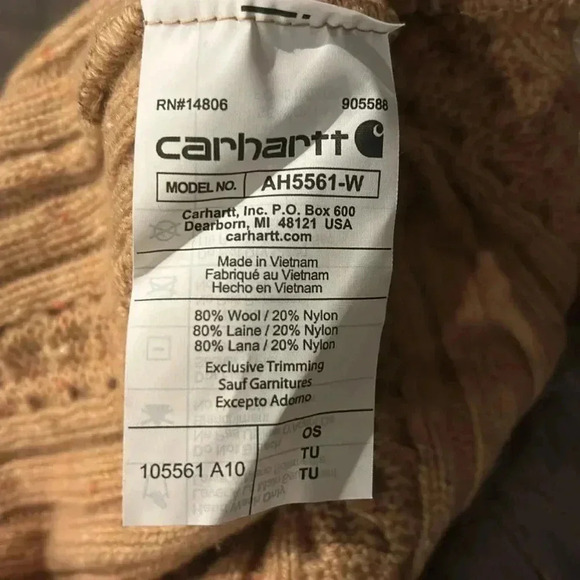 RN#14806 905588
carhartt
MODEL NO. AH5561-W
Carhartt, Inc. P.O. Box 600
Dearborn, MI 48121 USA
carhartt.com
Made in Vietnam
Fabriqué au Vietnam
Hecho en Vietnam
80% Wool / 20% Nylon
80% Laine / 20% Nylon
80% Lana / 20% Nylon
Exclusive Trimming
Sauf Garnitures
Excepto Adorno
105561 A10
OS
TU
TU